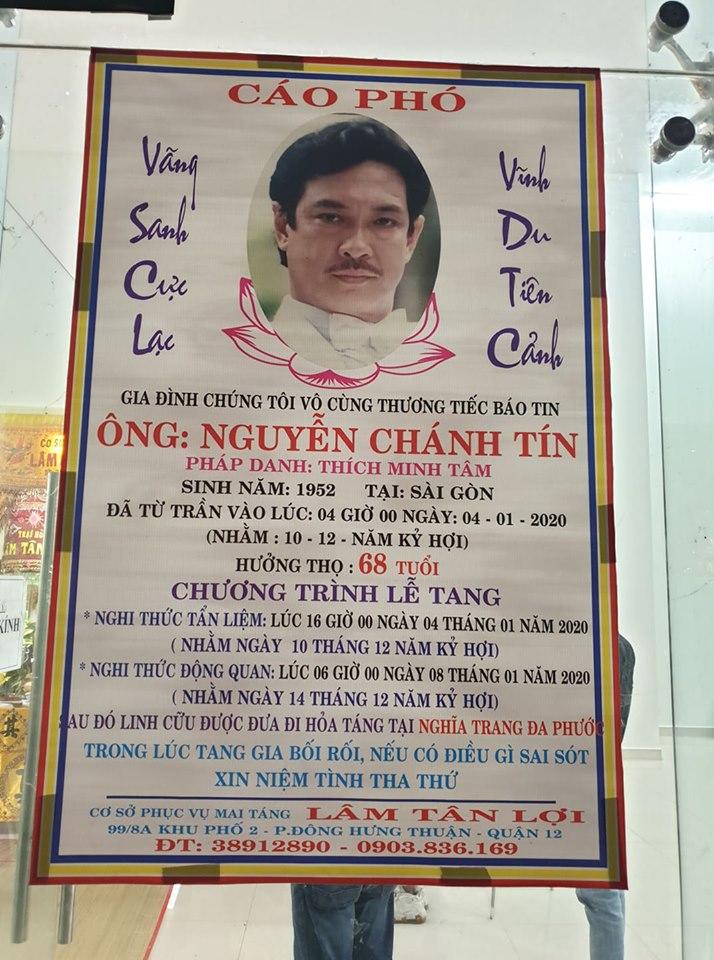 CÁO PHÓ
Vãng
Sanh
Cực
Lạc
Vĩnh
Du
Tiên
Cảnh
GIA ĐÌNH CHÚNG TÔI VÔ CÙNG THƯƠNG TIẾC BÁO TIN
ÔNG: NGUYỄN CHÁNH TÍN
PHÁP DANH: THÍCH MINH TÂM
SINH NĂM: 1952 TẠI: SÀI GÒN
ĐÃ TỪ TRẦN VÀO LÚC: 04 GIỜ 00 NGÀY: 04 - 01 - 2020
(NHẰM : 10 - 12 - NĂM KỶ HỢI)
HƯỞNG THỌ : 68 TUỔI
CHƯƠNG TRÌNH LỄ TANG
* NGHI THỨC TẨN LIỆM: LÚC 16 GIỜ 00 NGÀY 04 THÁNG 01 NĂM 2020
( NHẰM NGÀY 10 THÁNG 12 NĂM KỶ HỢI)
* NGHI THỨC ĐỘNG QUAN: LÚC 06 GIỜ 00 NGÀY 08 THÁNG 01 NĂM 2020
( NHẰM NGÀY 14 THÁNG 12 NĂM KỶ HỢI)
SAU ĐÓ LINH CỮU ĐƯỢC ĐƯA ĐI HỎA TÁNG TẠI NGHĨA TRANG ĐA PHƯỚC
TRONG LÚC TANG GIA BỐI RỐI, NẾU CÓ ĐIỀU GÌ SAI SÓT
XIN NIỆM TÌNH THA THỨ
CƠ SỞ PHỤC VỤ MAI TÁNG LÂM TÂN LỢI
99/8A KHU PHỐ 2 - P.ĐÔNG HƯNG THUẬN - QUẬN 12
ĐT: 38912890 - 0903.836.169